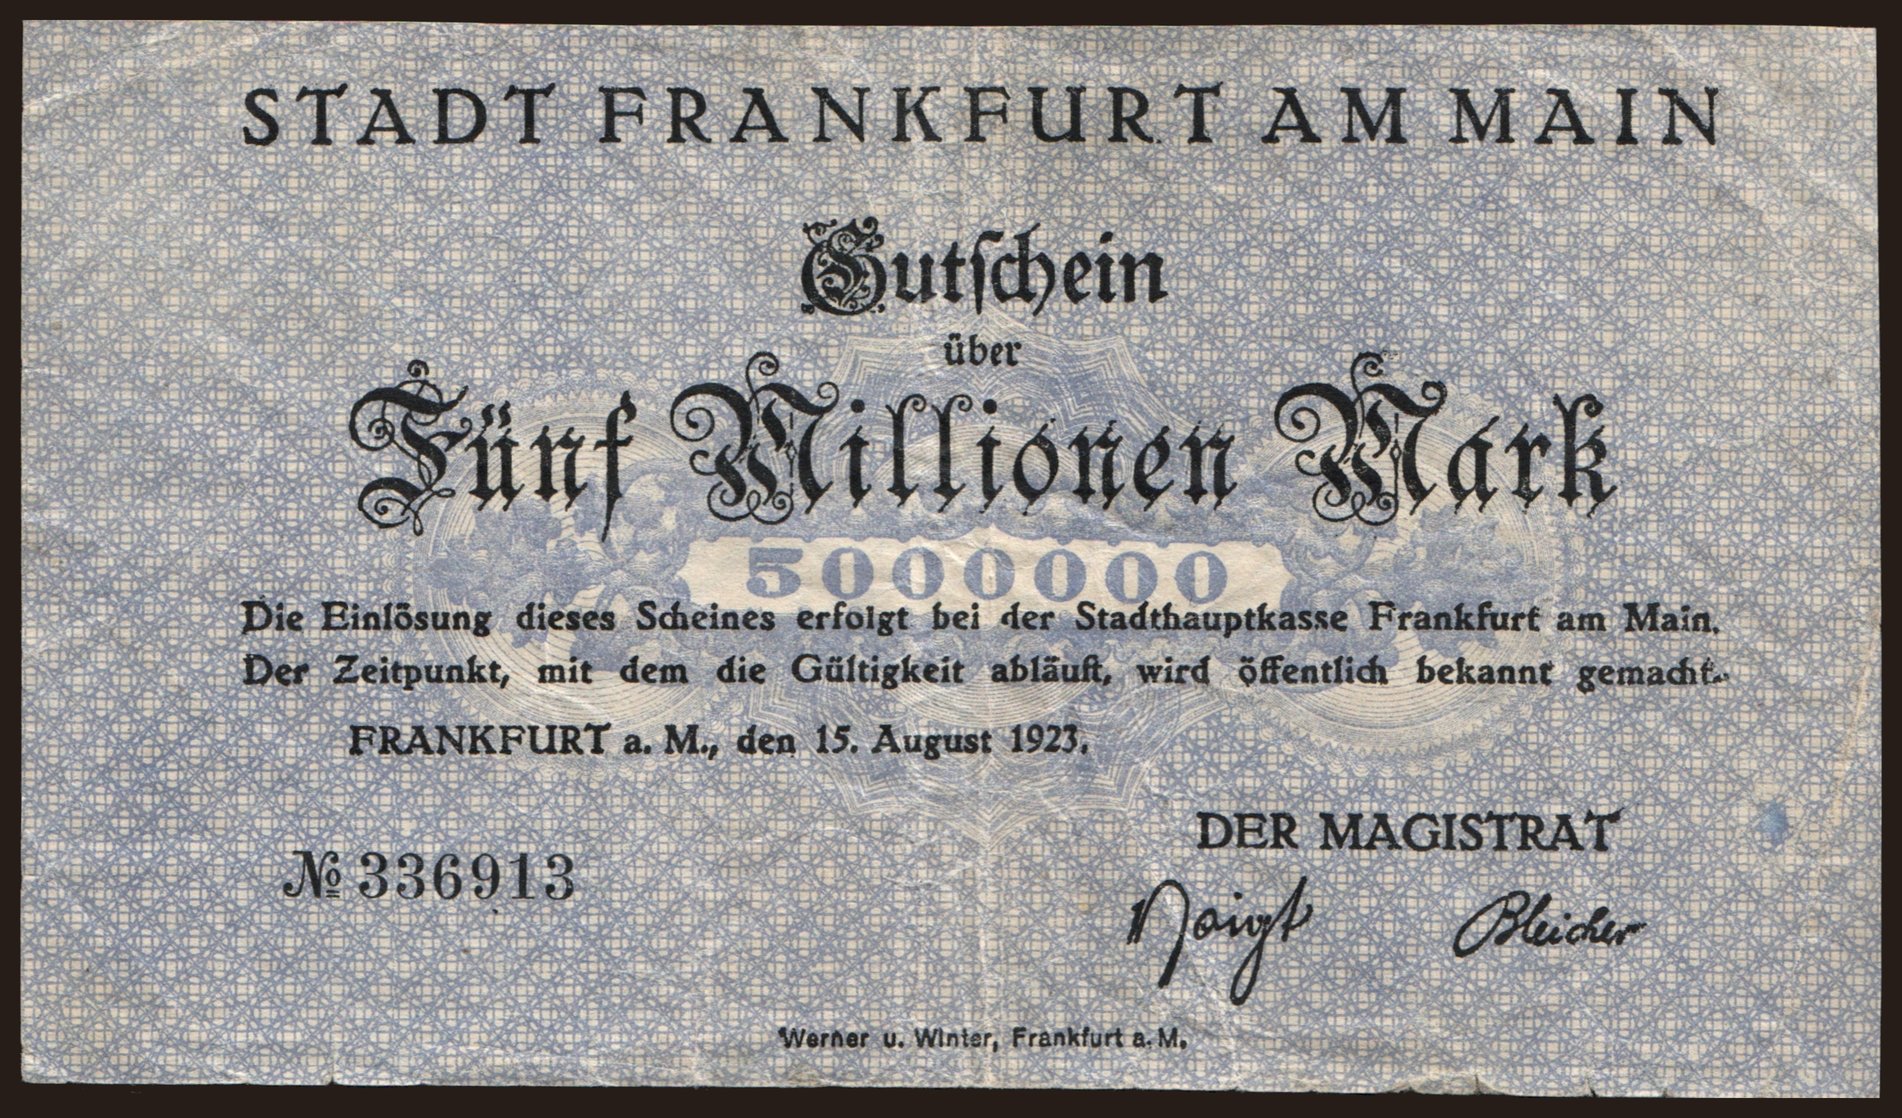 STADT FRANKFURT AM MAIN
Gutschein
über
Fünf Millionen Mark
5000000
Die Einlösung dieses Scheines erfolgt bei der Stadthauptkasse Frankfurt am Main.
Der Zeitpunkt, mit dem die Gültigkeit abläuft, wird öffentlich bekannt gemacht.
FRANKFURT a. M., den 15. August 1923.
DER MAGISTRAT
№ 336913
Voigt Bleicher
Werner u. Winter, Frankfurt a. M.